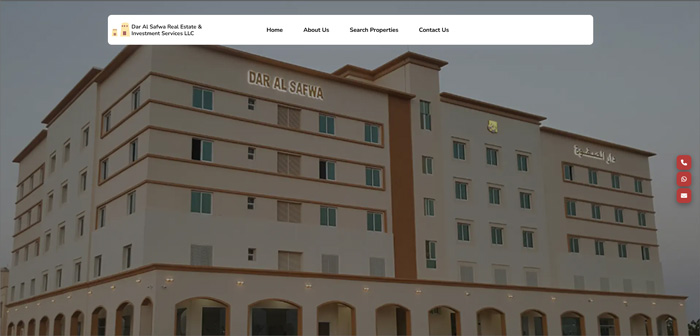 Dar Al Safwa Real Estate &
Investment Services LLC
Home
About Us
Search Properties
Contact Us
DAR AL SAFWA
دار الصفوة